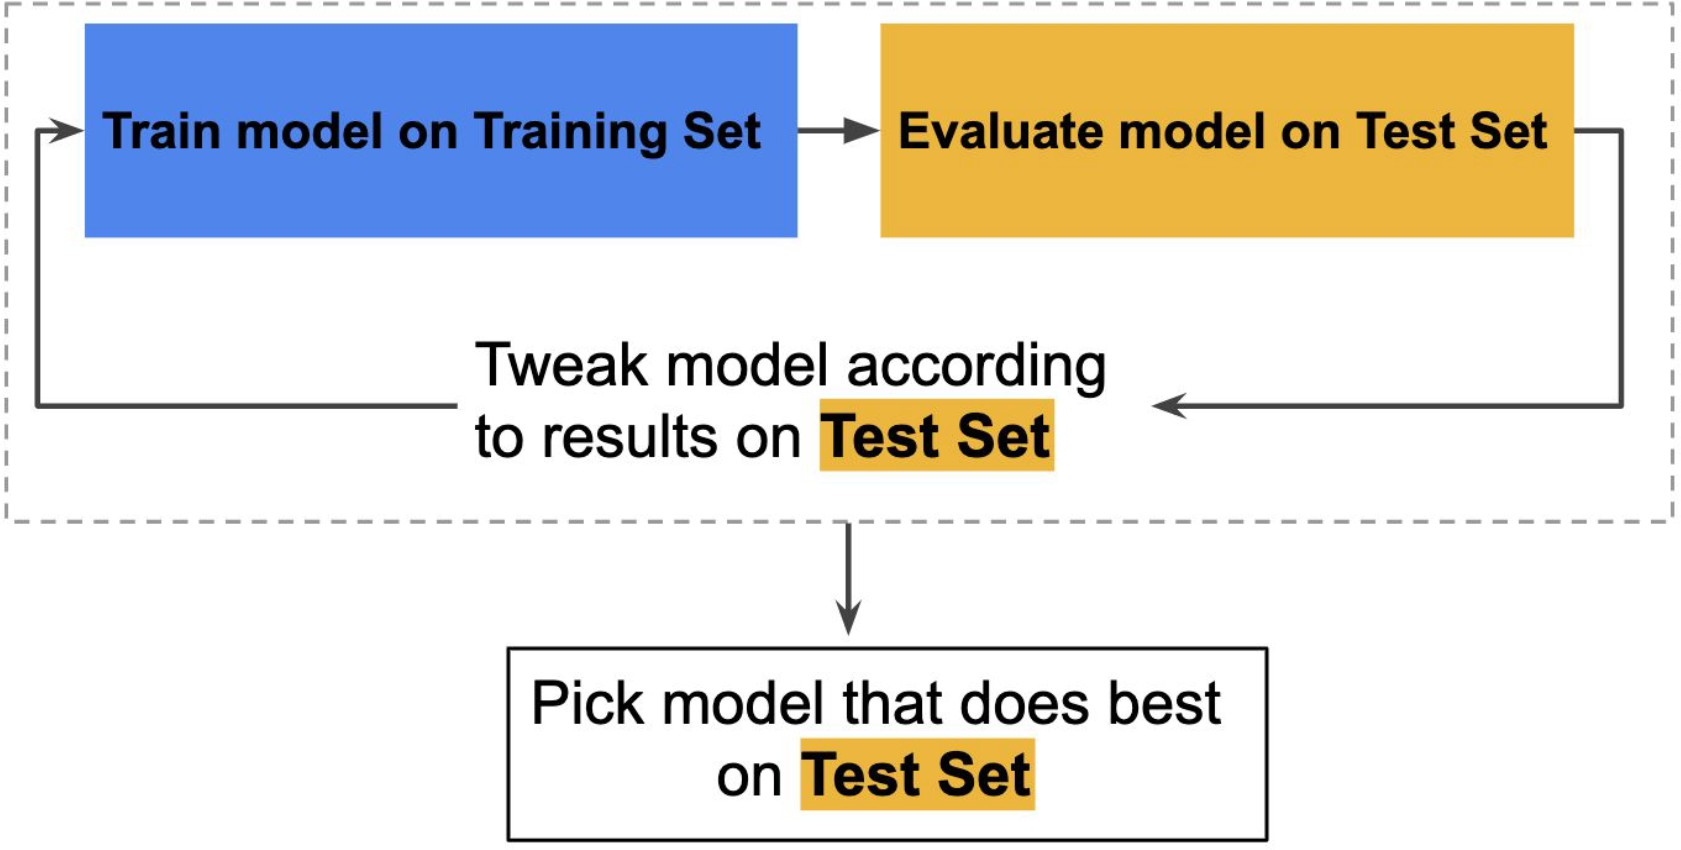 Train model on Training Set
Evaluate model on Test Set
Tweak model according
to results on Test Set
Pick model that does best
on Test Set